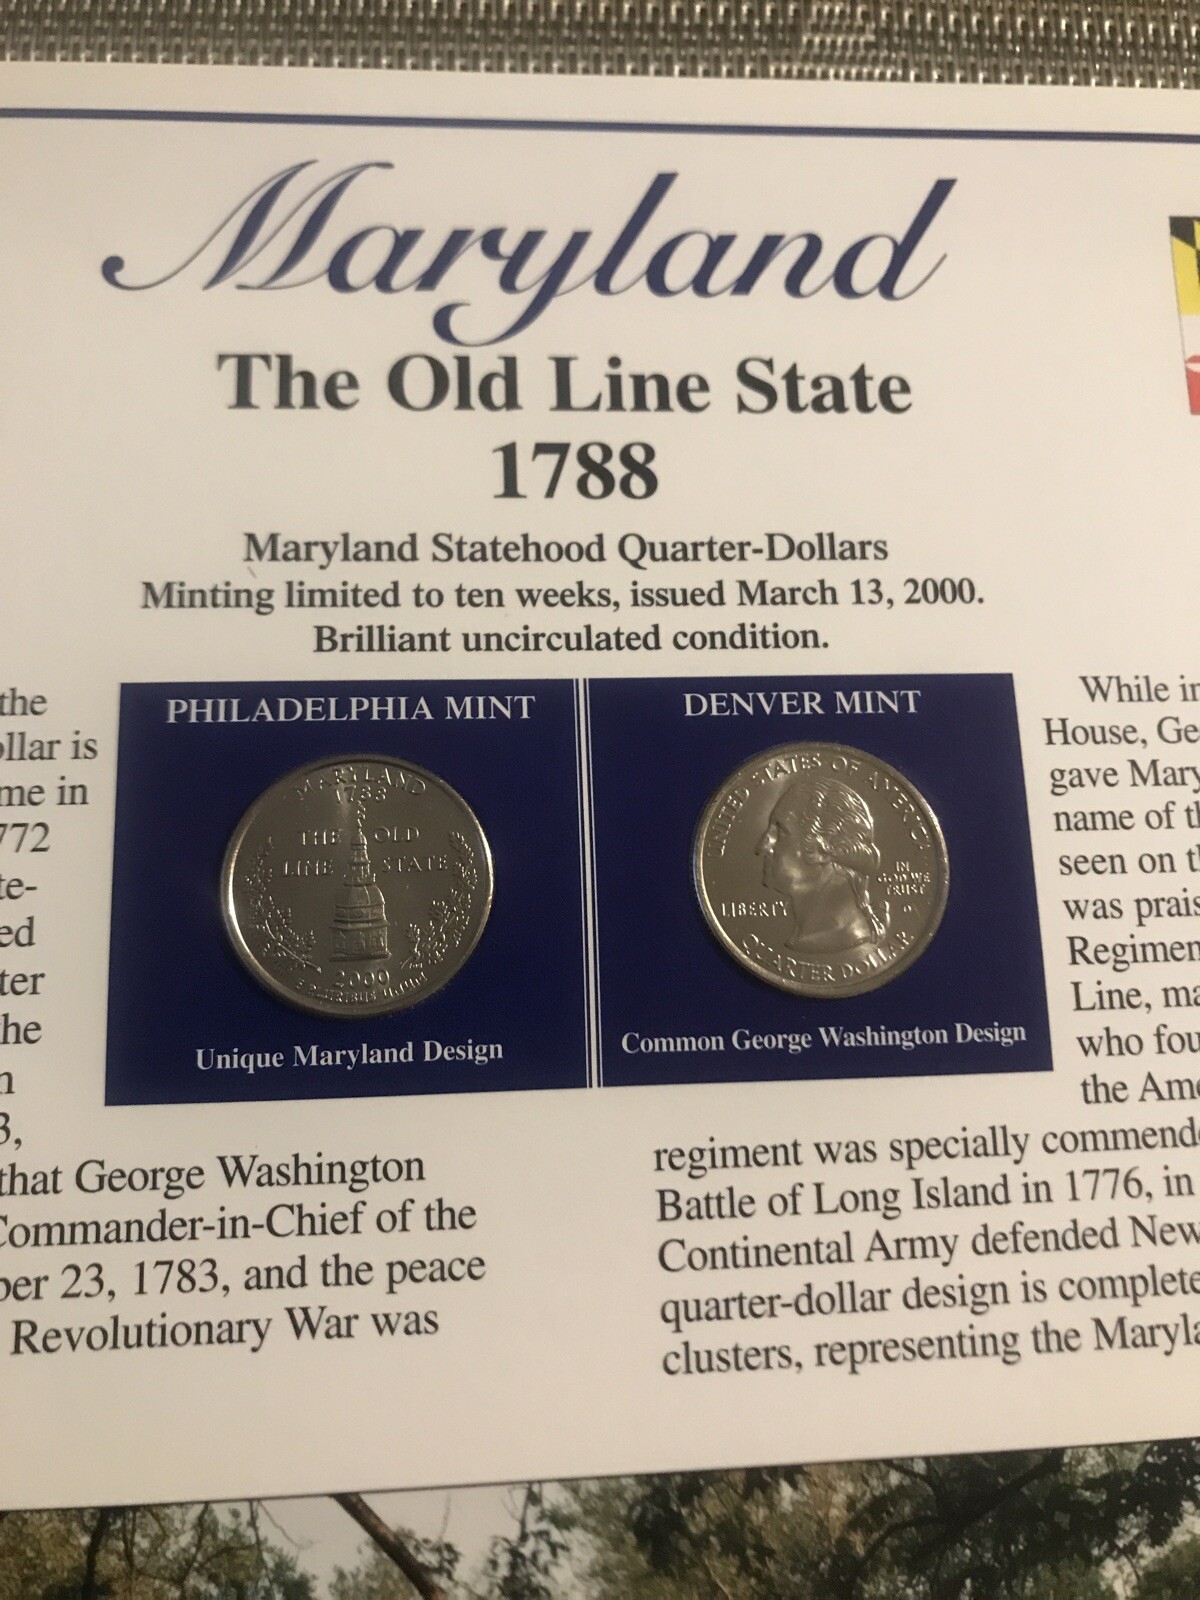 Maryland
The Old Line State
1788
Maryland Statehood Quarter-Dollars
Minting limited to ten weeks, issued March 13, 2000.
Brilliant uncirculated condition.
PHILADELPHIA MINT
MARYLAND
1788
THE OLD
LINE STATE
2000
E PLURIBUS UNUM
Unique Maryland Design
DENVER MINT
UNITED STATES OF AMERICA
LIBERTY
IN
GOD WE
TRUST
QUARTER DOLLAR
Common George Washington Design
the
ollar is
me in
772
te-
ed
ter
he
n
3,
that George Washington
Commander-in-Chief of the
ber 23, 1783, and the peace
Revolutionary War was
While in
House, Ge
gave Mary
name of th
seen on th
was prais
Regimen
Line, ma
who fou
the Ame
regiment was specially commende
Battle of Long Island in 1776, in
Continental Army defended New
quarter-dollar design is complete
clusters, representing the Maryla